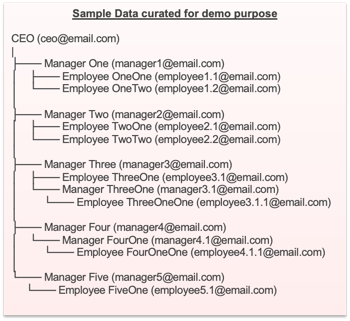 Sample Data curated for demo purpose
CEO (ceo@email.com)
Manager One (manager1@email.com)
Employee OneOne (employee1.1@email.com)
Employee OneTwo (employee1.2@email.com)
Manager Two (manager2@email.com)
Employee TwoOne (employee2.1@email.com)
Employee TwoTwo (employee2.2@email.com)
Manager Three (manager3@email.com)
Employee ThreeOne (employee3.1@email.com)
Manager ThreeOne (manager3.1@email.com)
Employee ThreeOneOne (employee3.1.1@email.com)
Manager Four (manager4@email.com)
Manager FourOne (manager4.1@email.com)
Employee FourOneOne (employee4.1.1@email.com)
Manager Five (manager5@email.com)
Employee FiveOne (employee5.1@email.com)